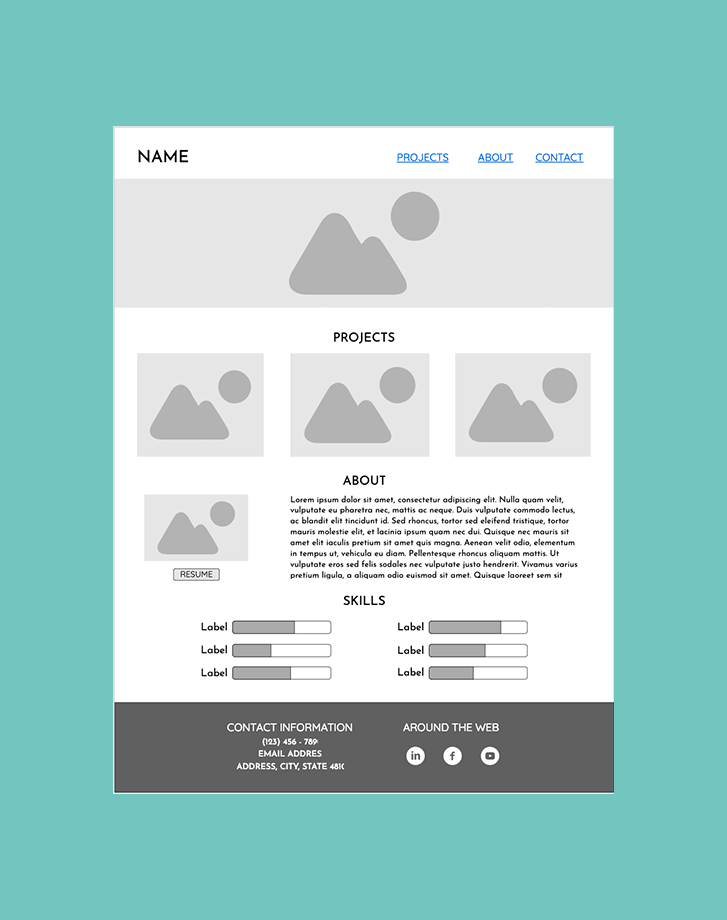 NAME
PROJECTS ABOUT CONTACT
PROJECTS
ABOUT
Lorem ipsum dolor sit amet, consectetur adipiscing elit. Nulla quam velit,
vulputate eu pharetra nec, mattis ac neque. Duis vulputate commodo lectus,
ac blandit elit tincidunt id. Sed rhoncus, tortor sed eleifend tristique, tortor
mauris molestie elit, et lacinia ipsum quam nec dui. Quisque nec mauris sit
amet elit iaculis pretium sit amet quis magna. Aenean velit odio, elementum
in tempus ut, vehicula eu diam. Pellentesque rhoncus aliquam mattis. Ut
vulputate eros sed felis sodales nec vulputate justo hendrerit. Vivamus varius
pretium ligula, a aliquam odio euismod sit amet. Quisque laoreet sem sit
RESUME
SKILLS
Label Label
Label Label
Label Label
CONTACT INFORMATION
(123) 456 - 789
EMAIL ADDRES
ADDRESS, CITY, STATE 481
AROUND THE WEB
in f